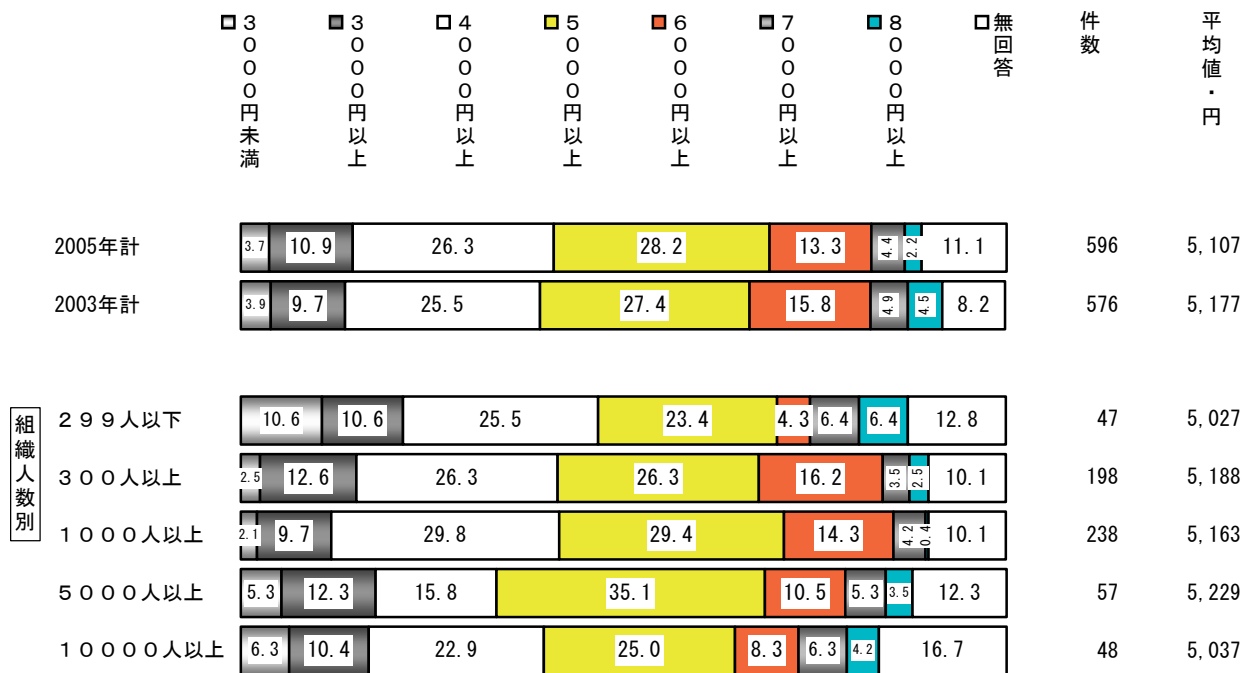 3000円未満
3000円以上
4000円以上
5000円以上
6000円以上
7000円以上
8000円以上
無回答
件数
平均値・円
2005年計 3.7 10.9 26.3 28.2 13.3 4.4 2.2 11.1 596 5,107
2003年計 3.9 9.7 25.5 27.4 15.8 4.9 4.5 8.2 576 5,177
組織人数別
299人以下 10.6 10.6 25.5 23.4 4.3 6.4 6.4 12.8 47 5,027
300人以上 2.5 12.6 26.3 26.3 16.2 3.5 2.5 10.1 198 5,188
1000人以上 2.1 9.7 29.8 29.4 14.3 4.2 0.4 10.1 238 5,163
5000人以上 5.3 12.3 15.8 35.1 10.5 5.3 3.5 12.3 57 5,229
10000人以上 6.3 10.4 22.9 25.0 8.3 6.3 4.2 16.7 48 5,037